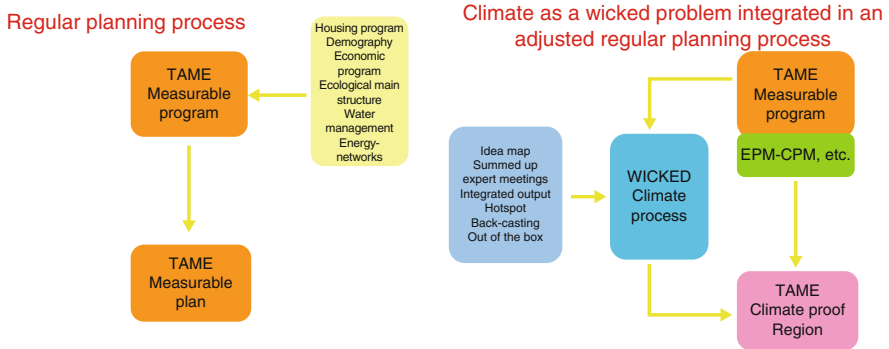 Regular planning process
TAME
Measurable
program
Housing program
Demography
Economic
program
Ecological main
structure
Water
management
Energy-
networks
TAME
Measurable
plan
Climate as a wicked problem integrated in an
adjusted regular planning process
TAME
Measurable
program
EPM-CPM, etc.
Idea map
Summed up
expert meetings
Integrated output
Hotspot
Back-casting
Out of the box
WICKED
Climate
process
TAME
Climate proof
Region